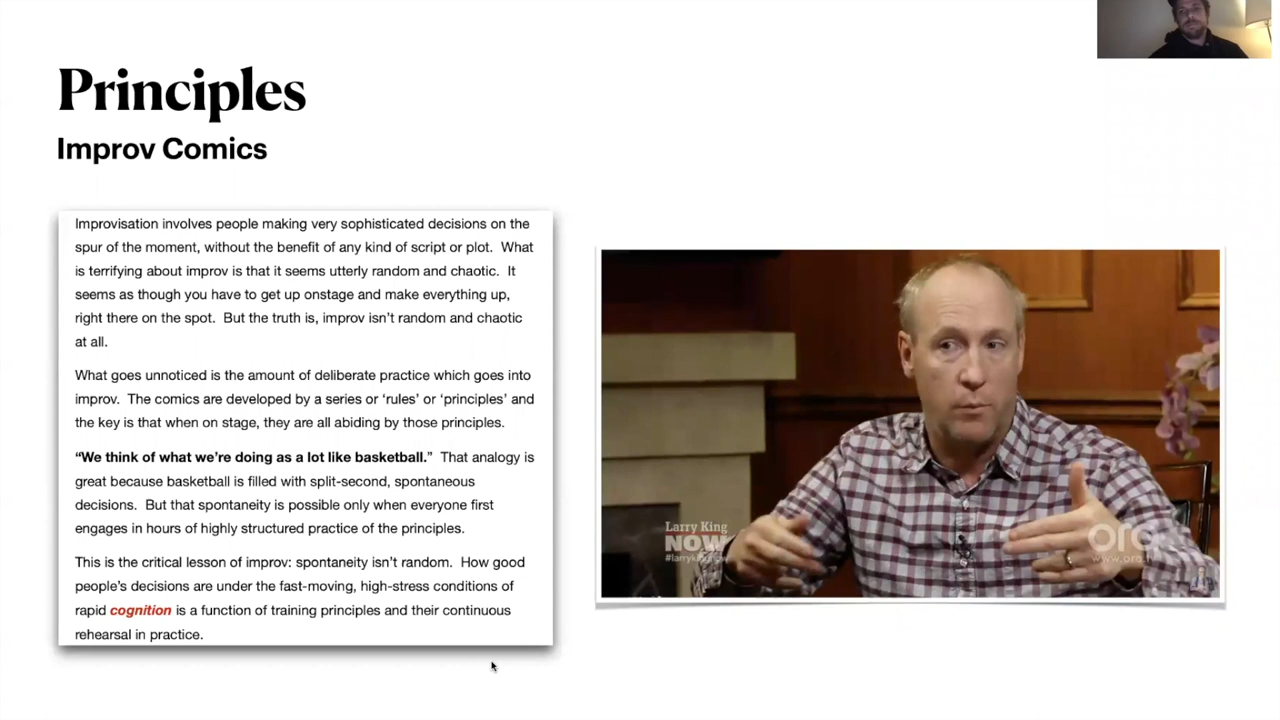 Principles
Improv Comics
Improvisation involves people making very sophisticated decisions on the
spur of the moment, without the benefit of any kind of script or plot. What
is terrifying about improv is that it seems utterly random and chaotic. It
seems as though you have to get up onstage and make everything up,
right there on the spot. But the truth is, improv isn't random and chaotic
at all.
What goes unnoticed is the amount of deliberate practice which goes into
improv. The comics are developed by a series or 'rules' or 'principles' and
the key is that when on stage, they are all abiding by those principles.
“We think of what we're doing as a lot like basketball.” That analogy is
great because basketball is filled with split-second, spontaneous
decisions. But that spontaneity is possible only when everyone first
engages in hours of highly structured practice of the principles.
This is the critical lesson of improv: spontaneity isn't random. How good
people's decisions are under the fast-moving, high-stress conditions of
rapid cognition is a function of training principles and their continuous
rehearsal in practice.
Larry King
NOW
ora